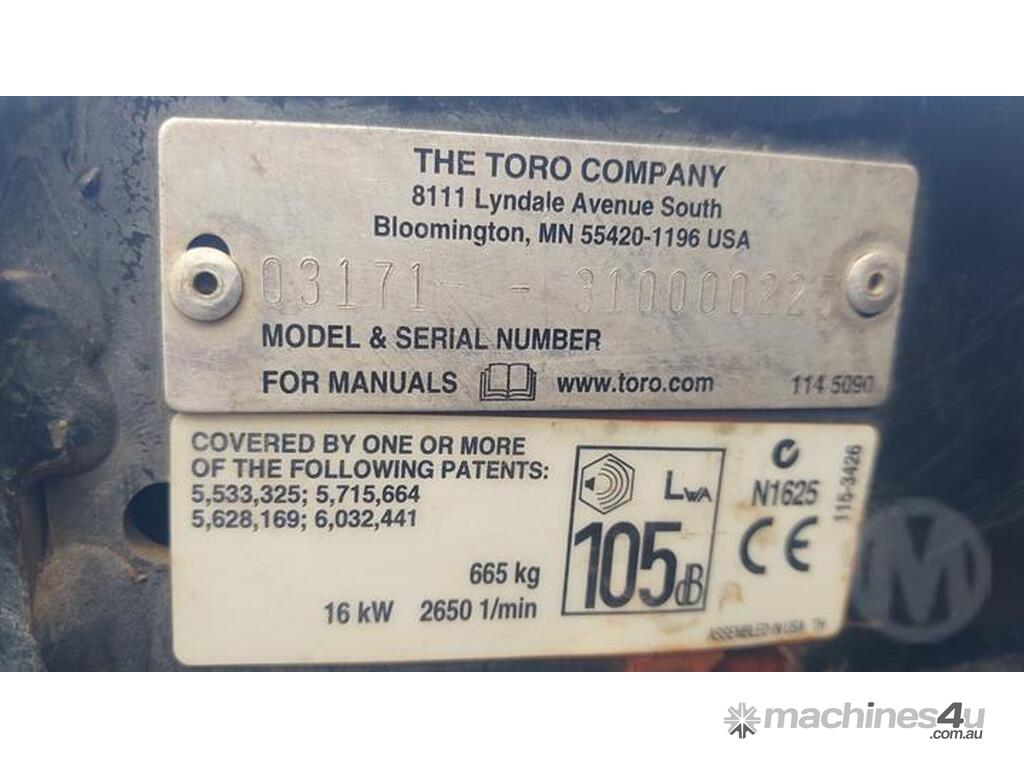 THE TORO COMPANY
8111 Lyndale Avenue South
Bloomington, MN 55420-1196 USA
03171 - - 310000225
MODEL & SERIAL NUMBER
FOR MANUALS www.toro.com 114 5090
COVERED BY ONE OR MORE
OF THE FOLLOWING PATENTS:
5,533,325; 5,715,664
5,628,169; 6,032,441
665 kg
16 kW 2650 1/min
LWA
105 dB
N1625
CE
115-3426
ASSEMBLED IN USA TH
M
machines4u
.com.au